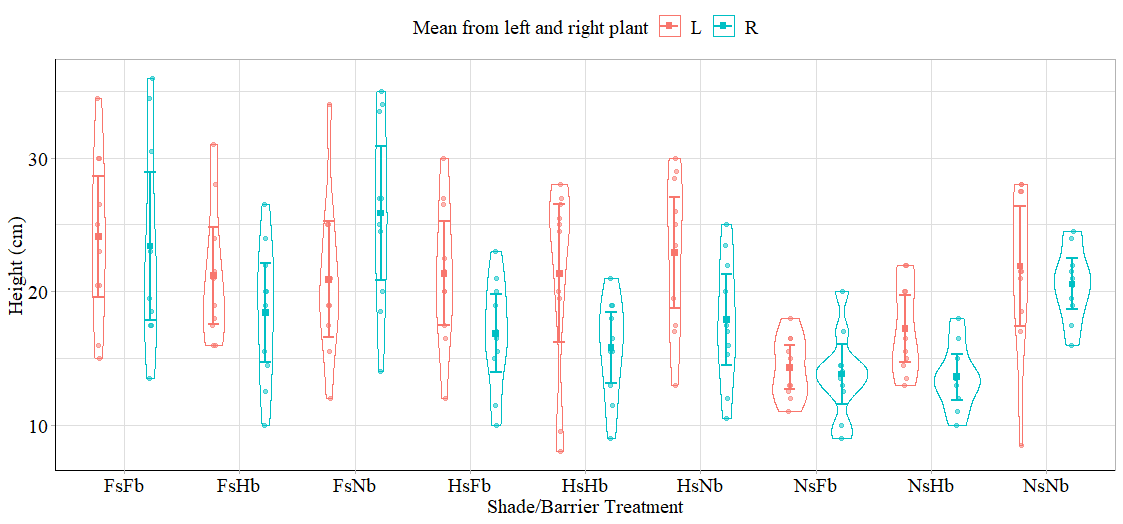 Mean from left and right plant L R
Height (cm)
30
20
10
FsFb FsHb FsNb HsFb HsHb HsNb NsFb NsHb NsNb
Shade/Barrier Treatment